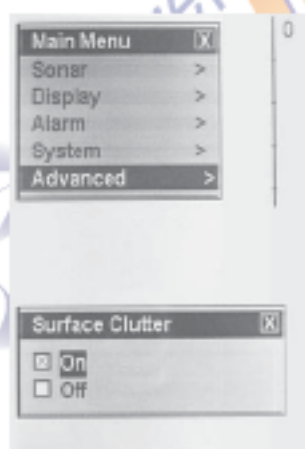 Main Menu X
Sonar >
Display >
Alarm >
System >
Advanced >
0
Surface Clutter X
On
Off